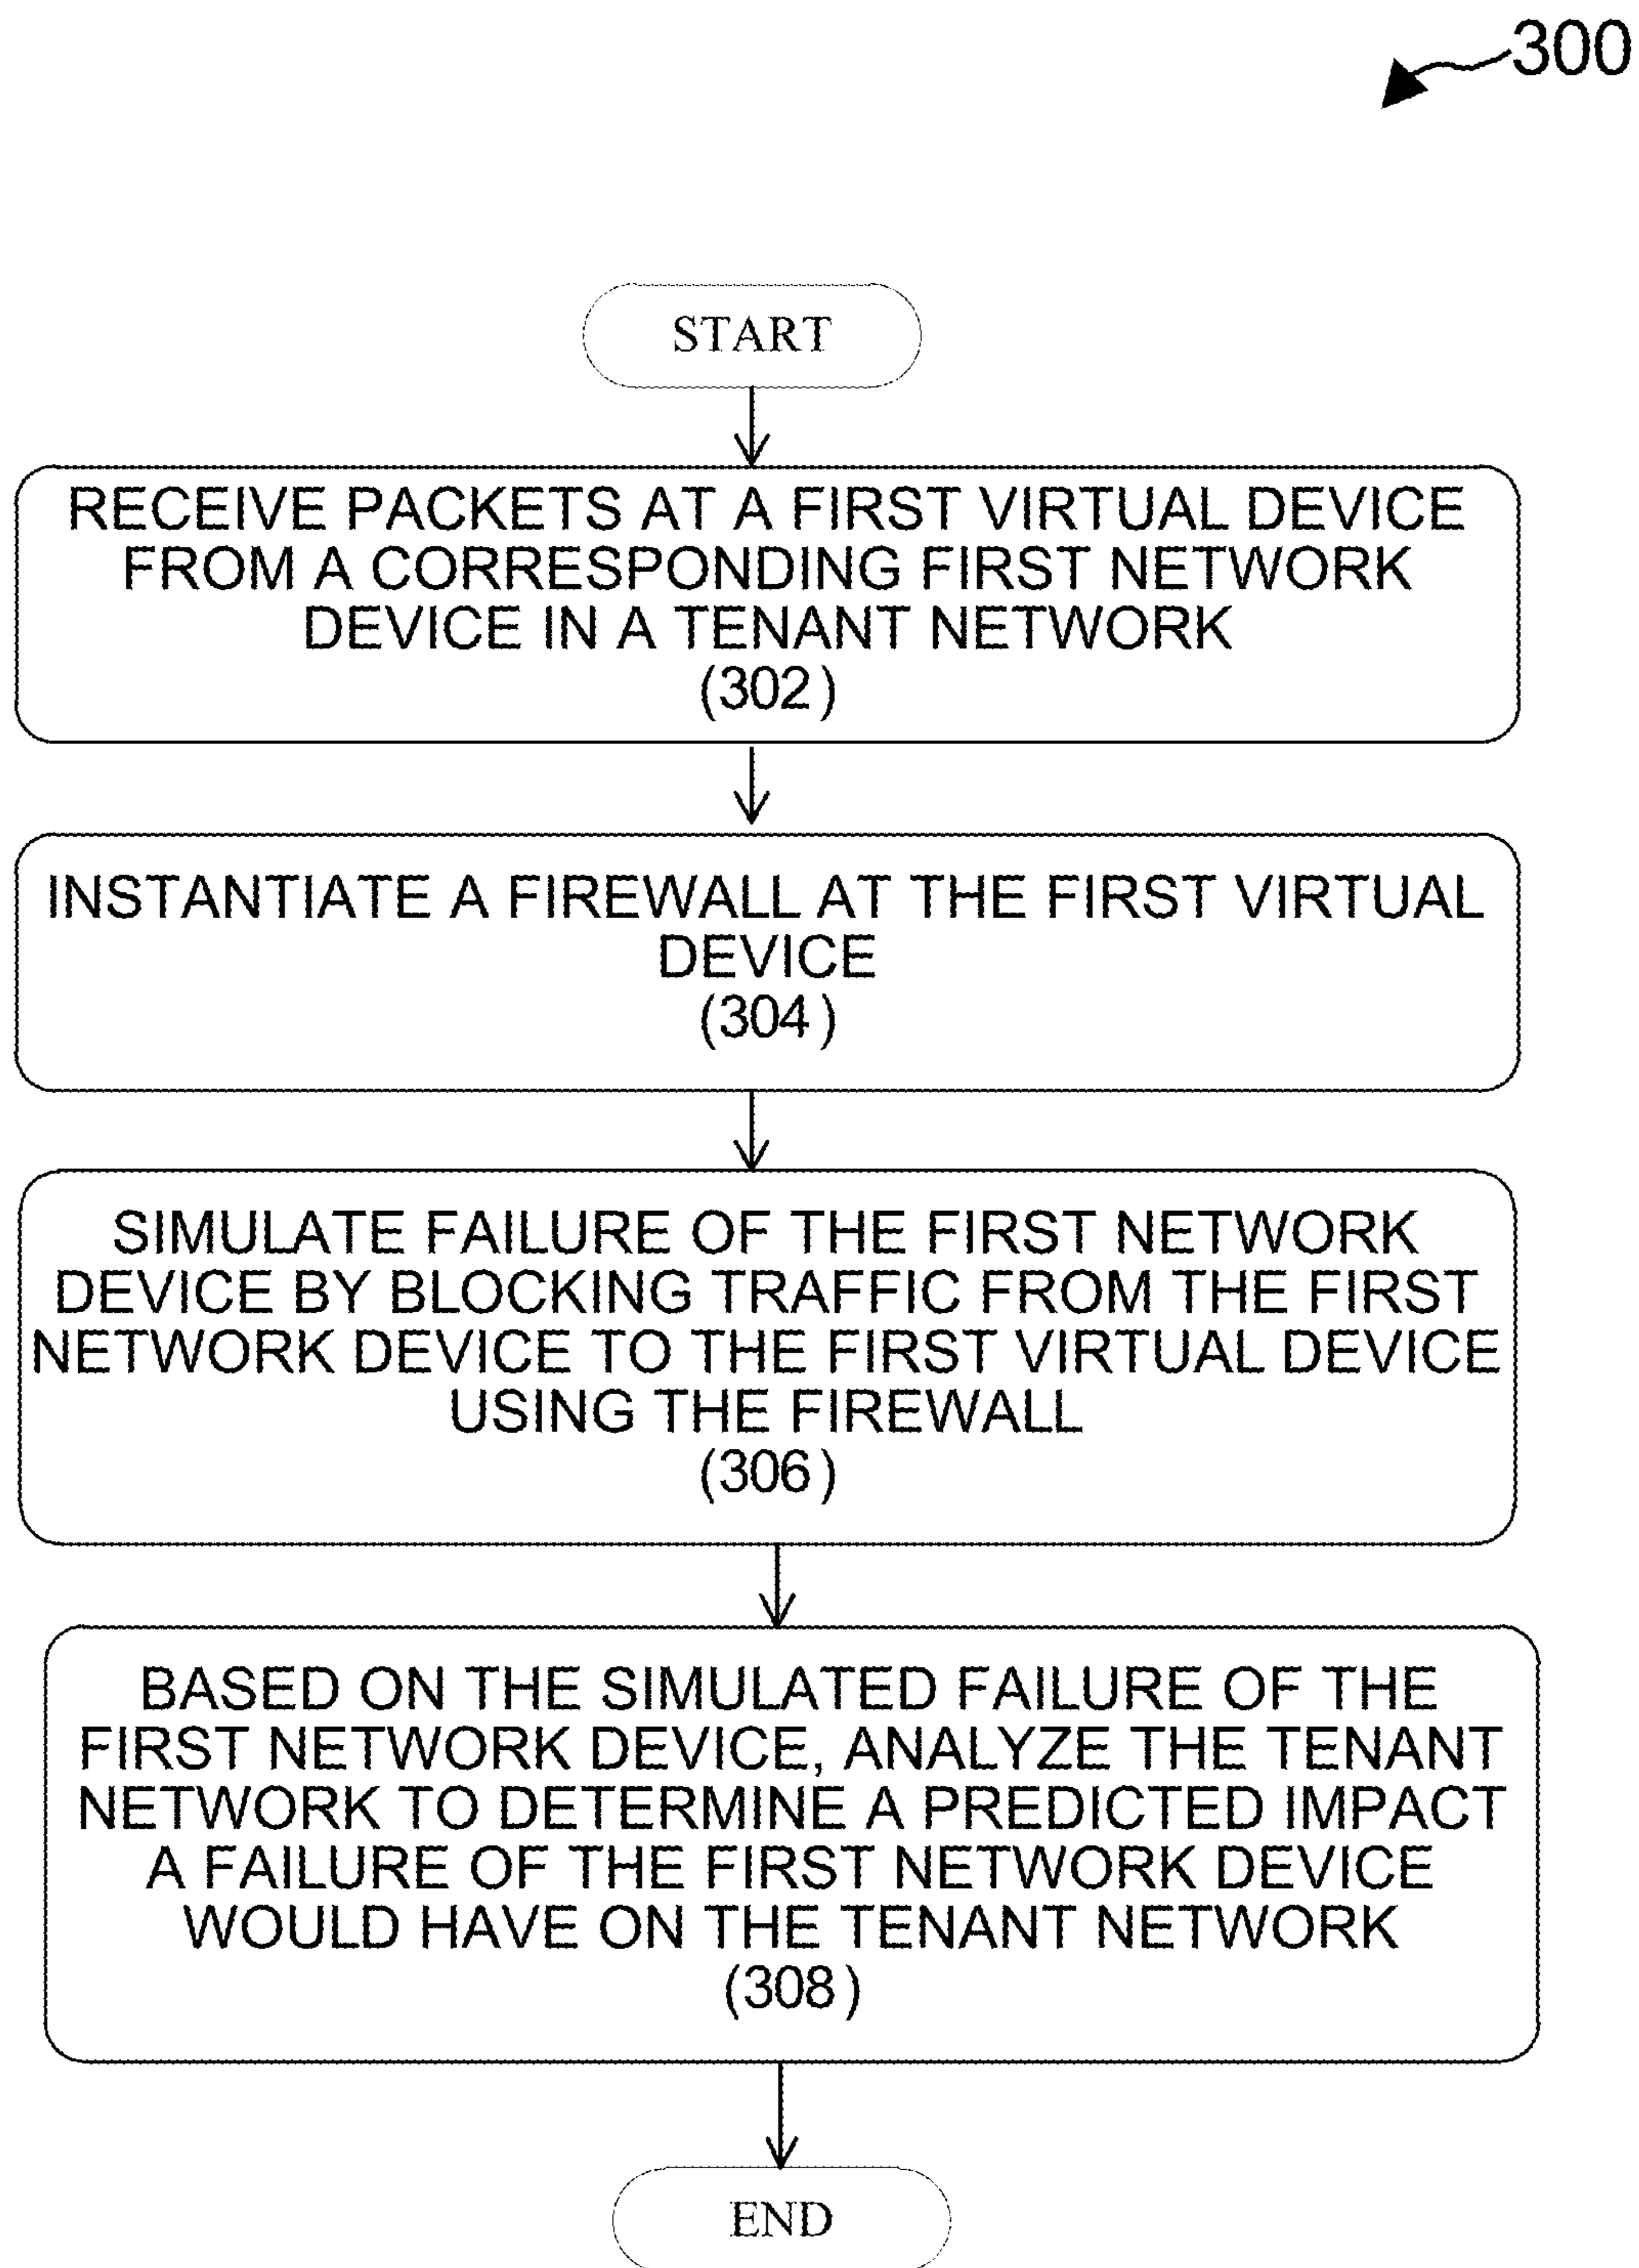 300
START
RECEIVE PACKETS AT A FIRST VIRTUAL DEVICE
FROM A CORRESPONDING FIRST NETWORK
DEVICE IN A TENANT NETWORK
(302)
INSTANTIATE A FIREWALL AT THE FIRST VIRTUAL
DEVICE
(304)
SIMULATE FAILURE OF THE FIRST NETWORK
DEVICE BY BLOCKING TRAFFIC FROM THE FIRST
NETWORK DEVICE TO THE FIRST VIRTUAL DEVICE
USING THE FIREWALL
(306)
BASED ON THE SIMULATED FAILURE OF THE
FIRST NETWORK DEVICE, ANALYZE THE TENANT
NETWORK TO DETERMINE A PREDICTED IMPACT
A FAILURE OF THE FIRST NETWORK DEVICE
WOULD HAVE ON THE TENANT NETWORK
(308)
END